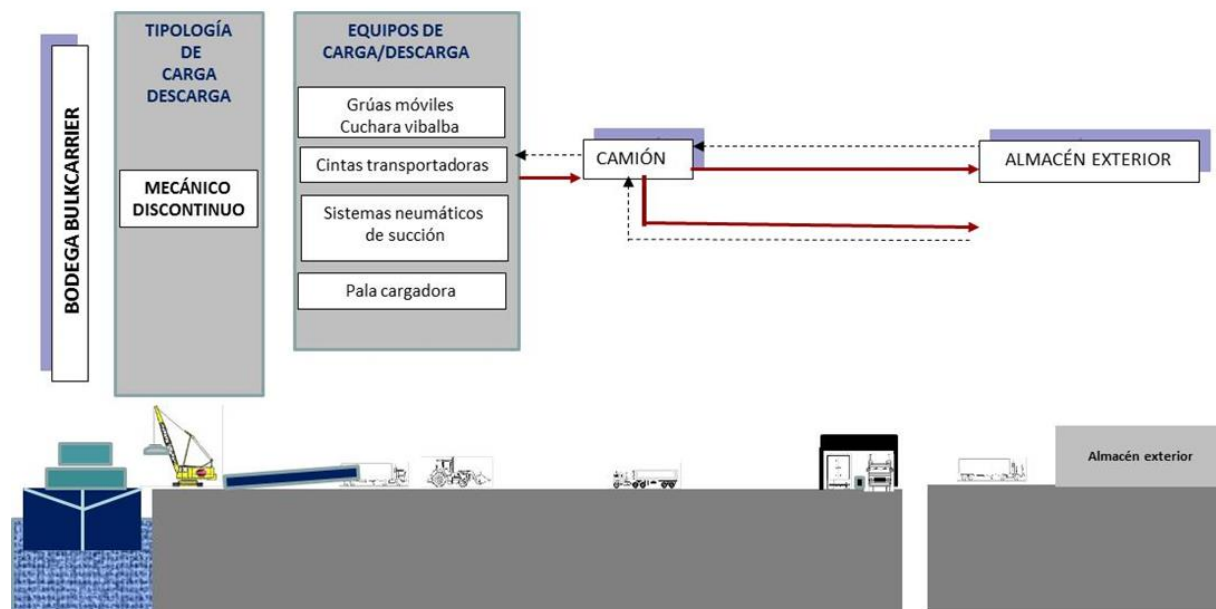 BODEGA BULKCARRIER
TIPOLOGÍA
DE
CARGA
DESCARGA
MECÁNICO
DISCONTINUO
EQUIPOS DE
CARGA/DESCARGA
Grúas móviles
Cuchara vibalba
Cintas transportadoras
Sistemas neumáticos
de succión
Pala cargadora
CAMIÓN
ALMACÉN EXTERIOR
Almacén exterior